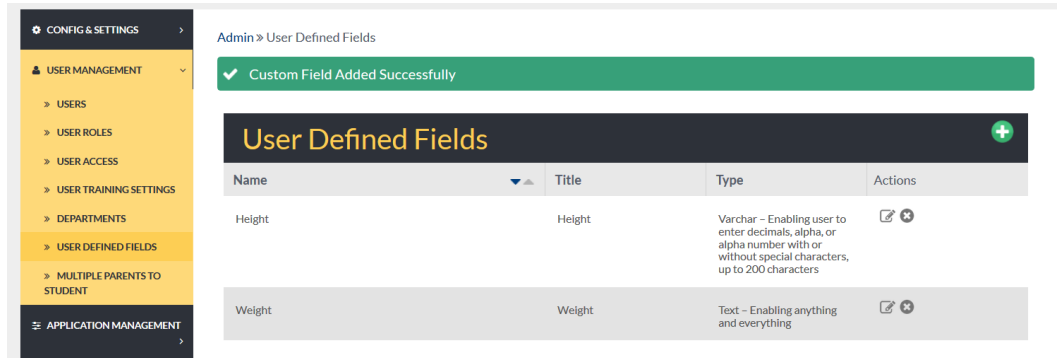 CONFIG & SETTINGS
Admin » User Defined Fields
USER MANAGEMENT
Custom Field Added Successfully
» USERS
» USER ROLES
» USER ACCESS
» USER TRAINING SETTINGS
» DEPARTMENTS
» USER DEFINED FIELDS
» MULTIPLE PARENTS TO
STUDENT
APPLICATION MANAGEMENT
User Defined Fields
Name Title Type Actions
Height Height Varchar – Enabling user to
enter decimals, alpha, or
alpha number with or
without special characters,
up to 200 characters
Weight Weight Text – Enabling anything
and everything